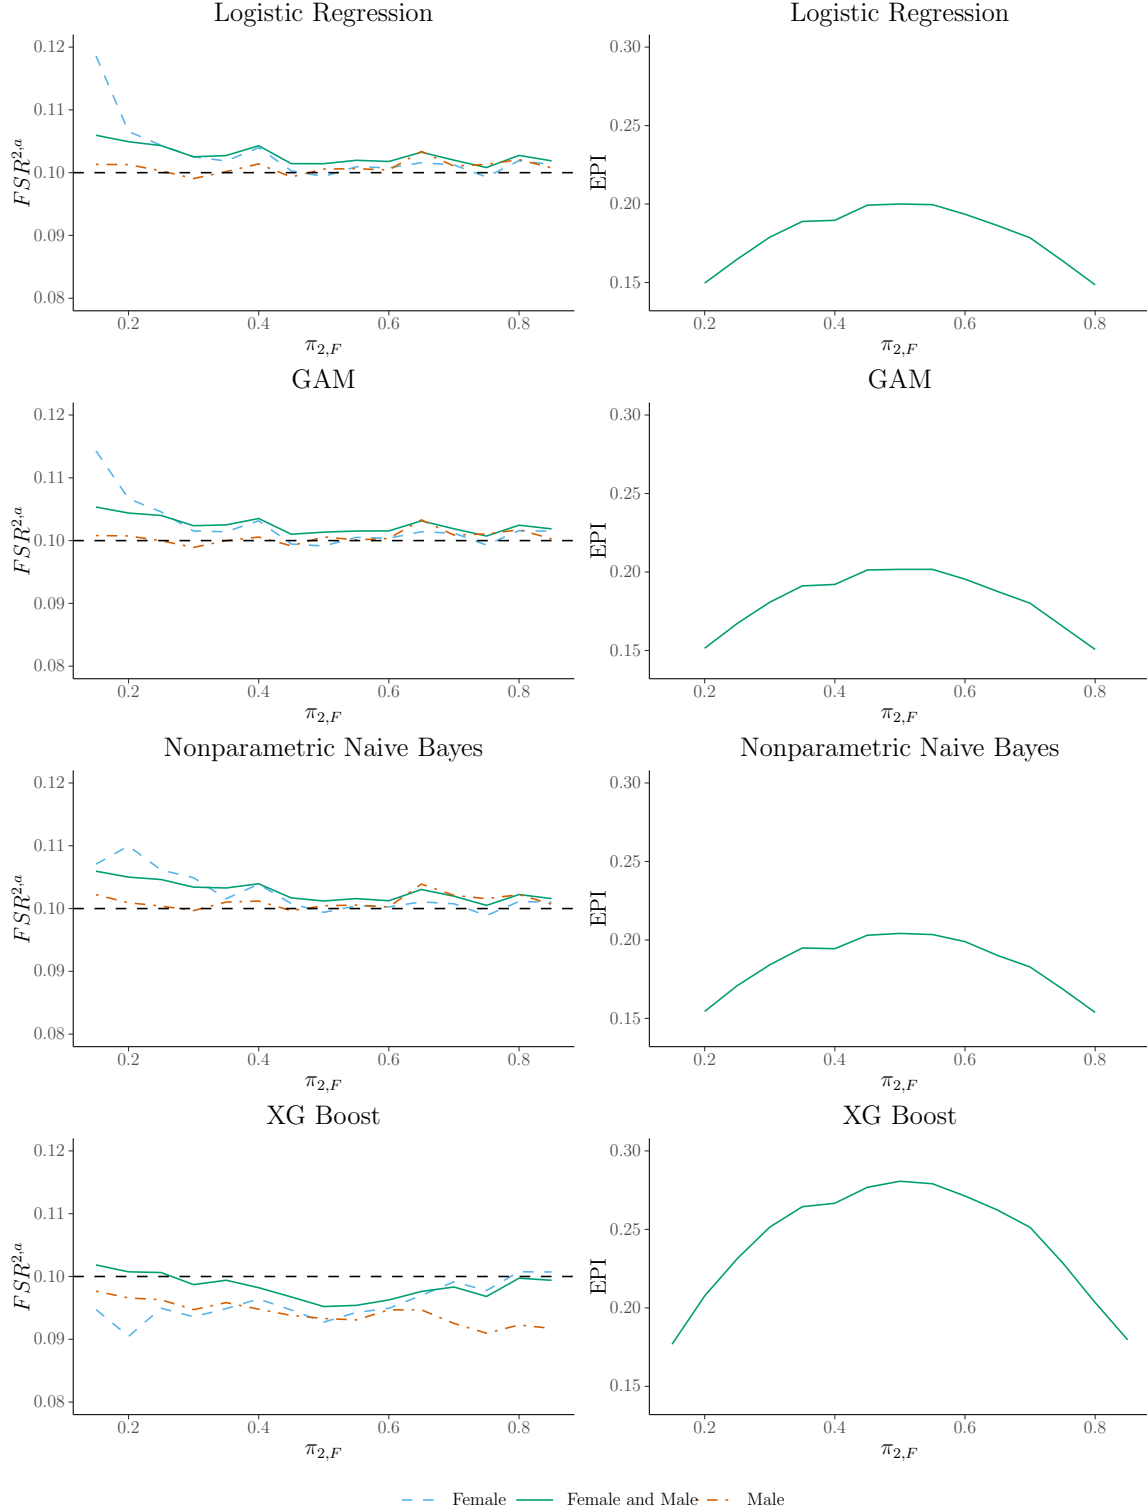 Logistic Regression
0.12
0.11
0.10
0.09
0.08
FSR^{2,a}
0.2 0.4 0.6 0.8
π_{2,F}
Logistic Regression
0.30
0.25
0.20
0.15
EPI
0.2 0.4 0.6 0.8
π_{2,F}
GAM
0.12
0.11
0.10
0.09
0.08
FSR^{2,a}
0.2 0.4 0.6 0.8
π_{2,F}
GAM
0.30
0.25
0.20
0.15
EPI
0.2 0.4 0.6 0.8
π_{2,F}
Nonparametric Naive Bayes
0.12
0.11
0.10
0.09
0.08
FSR^{2,a}
0.2 0.4 0.6 0.8
π_{2,F}
Nonparametric Naive Bayes
0.30
0.25
0.20
0.15
EPI
0.2 0.4 0.6 0.8
π_{2,F}
XG Boost
0.12
0.11
0.10
0.09
0.08
FSR^{2,a}
0.2 0.4 0.6 0.8
π_{2,F}
XG Boost
0.30
0.25
0.20
0.15
EPI
0.2 0.4 0.6 0.8
π_{2,F}
Female Female and Male Male